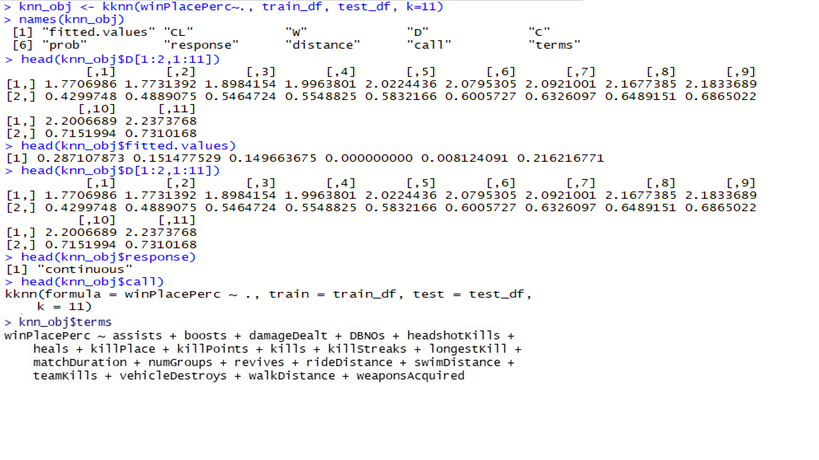 > knn_obj <- kknn(winPlacePerc~., train_df, test_df, k=11)
> names(knn_obj)
 [1] "fitted.values" "CL" "W" "D" "C"
 [6] "prob" "response" "distance" "call" "terms"
> head(knn_obj$D[1:2,1:11])
 [,1] [,2] [,3] [,4] [,5] [,6] [,7] [,8] [,9]
[1,] 1.7706986 1.7731392 1.8984154 1.9963801 2.0224436 2.0795305 2.0921001 2.1677385 2.1833689
[2,] 0.4299748 0.4889075 0.5464724 0.5548825 0.5832166 0.6005727 0.6326097 0.6489151 0.6865022
 [,10] [,11]
[1,] 2.2006689 2.2373768
[2,] 0.7151994 0.7310168
> head(knn_obj$fitted.values)
[1] 0.287107873 0.151477529 0.149663675 0.000000000 0.008124091 0.216216771
> head(knn_obj$D[1:2,1:11])
 [,1] [,2] [,3] [,4] [,5] [,6] [,7] [,8] [,9]
[1,] 1.7706986 1.7731392 1.8984154 1.9963801 2.0224436 2.0795305 2.0921001 2.1677385 2.1833689
[2,] 0.4299748 0.4889075 0.5464724 0.5548825 0.5832166 0.6005727 0.6326097 0.6489151 0.6865022
 [,10] [,11]
[1,] 2.2006689 2.2373768
[2,] 0.7151994 0.7310168
> head(knn_obj$response)
[1] "continuous"
> head(knn_obj$call)
kknn(formula = winPlacePerc ~ ., train = train_df, test = test_df,
 k = 11)
> knn_obj$terms
winPlacePerc ~ assists + boosts + damageDealt + DBNOs + headshotKills +
 heals + killPlace + killPoints + kills + killStreaks + longestKill +
 matchDuration + numGroups + revives + rideDistance + swimDistance +
 teamKills + vehicleDestroys + walkDistance + weaponsAcquired